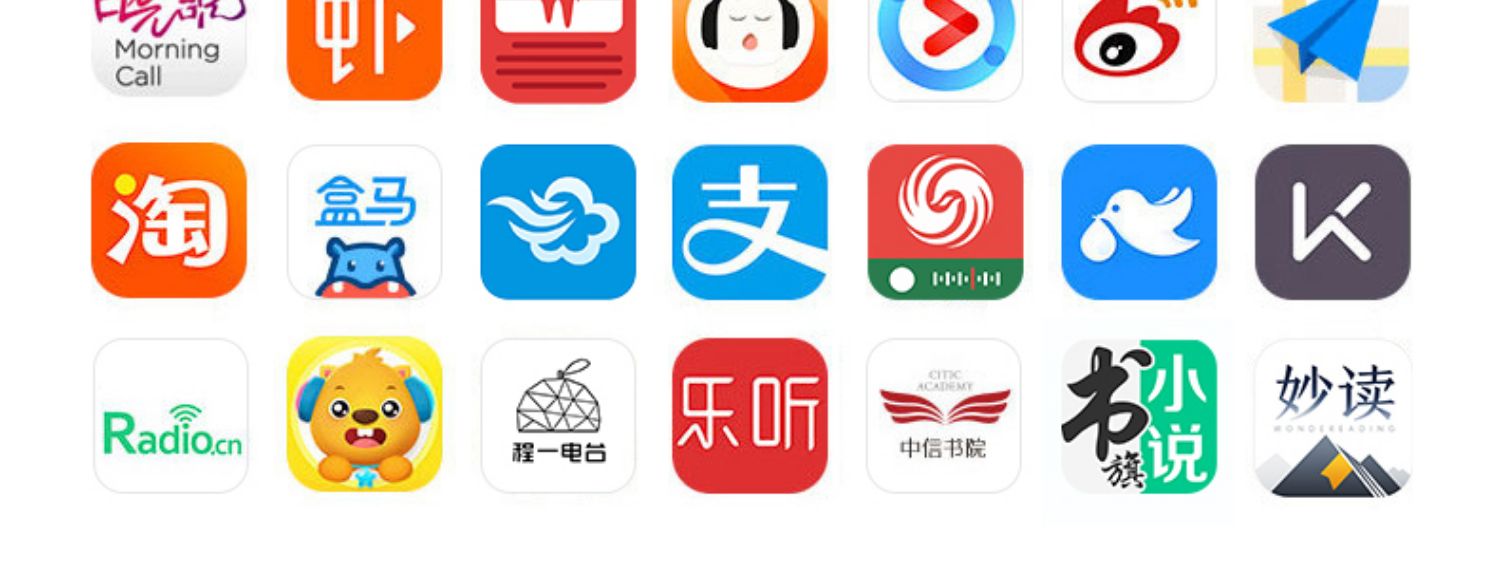 Morning
Call
虾
淘
盒马
支
Radio.cn
程一电台
乐听
CITIC
ACADEMY
中信书院
书旗
小说
妙读
WONDEREADING